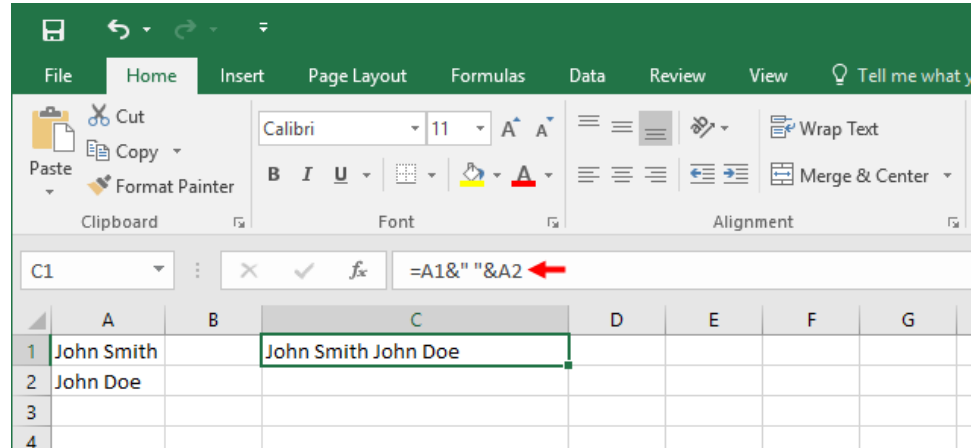 File Home Insert Page Layout Formulas Data Review View Tell me what
Cut
Copy
Paste
Format Painter
Clipboard
Calibri 11 A A
B I U A
Font
Wrap Text
Merge & Center
Alignment
C1 fx =A1&" "&A2
A B C D E F G
1 John Smith John Smith John Doe
2 John Doe
3
4